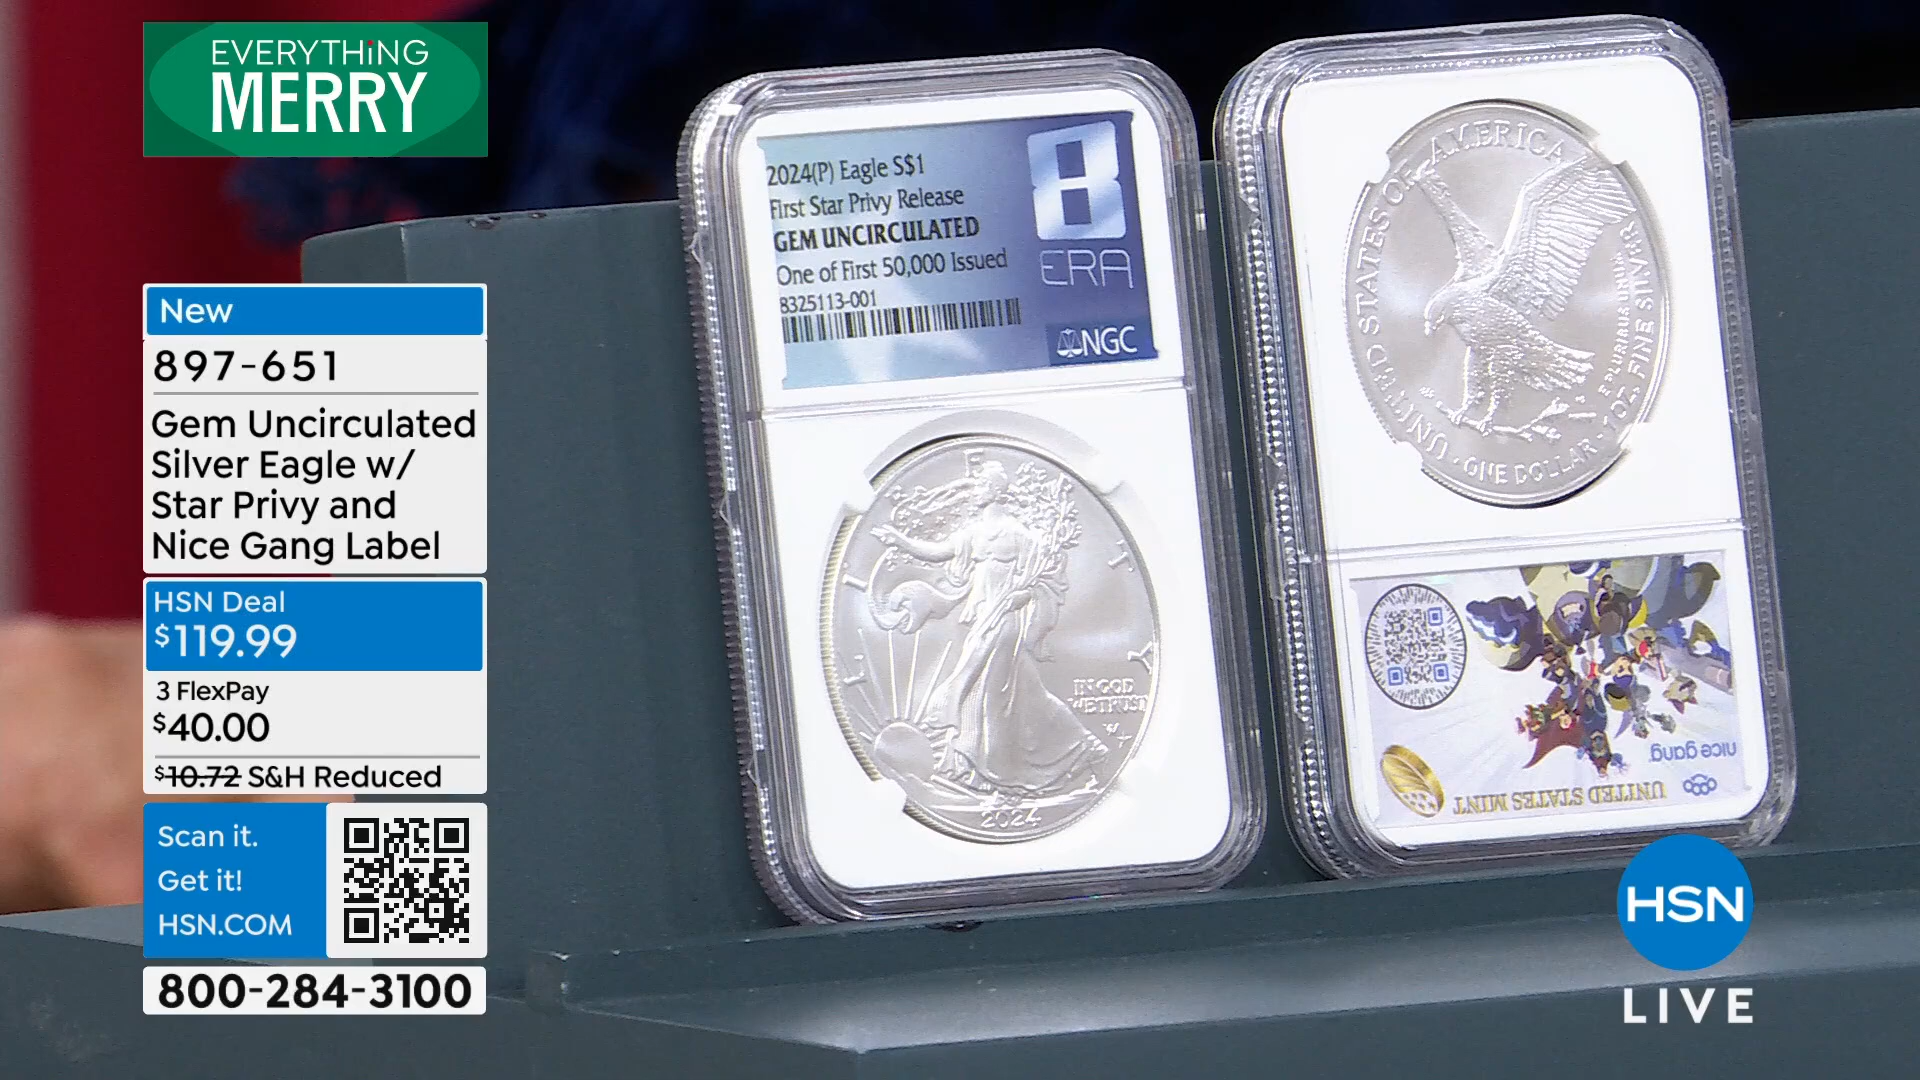 EVERYTHiNG
MERRY
New
897-651
Gem Uncirculated
Silver Eagle w/
Star Privy and
Nice Gang Label
HSN Deal
$119.99
3 FlexPay
$40.00
$10.72 S&H Reduced
Scan it.
Get it!
HSN.COM
800-284-3100
2024(P) Eagle S$1
First Star Privy Release
GEM UNCIRCULATED
One of First 50,000 Issued
8325113-001
8
ERA
NGC
LIBERTY
IN GOD
WE TRUST
2024
UNITED STATES OF AMERICA
E PLURIBUS UNUM
1 OZ. FINE SILVER - ONE DOLLAR
nice gang
UNITED STATES MINT
HSN
LIVE